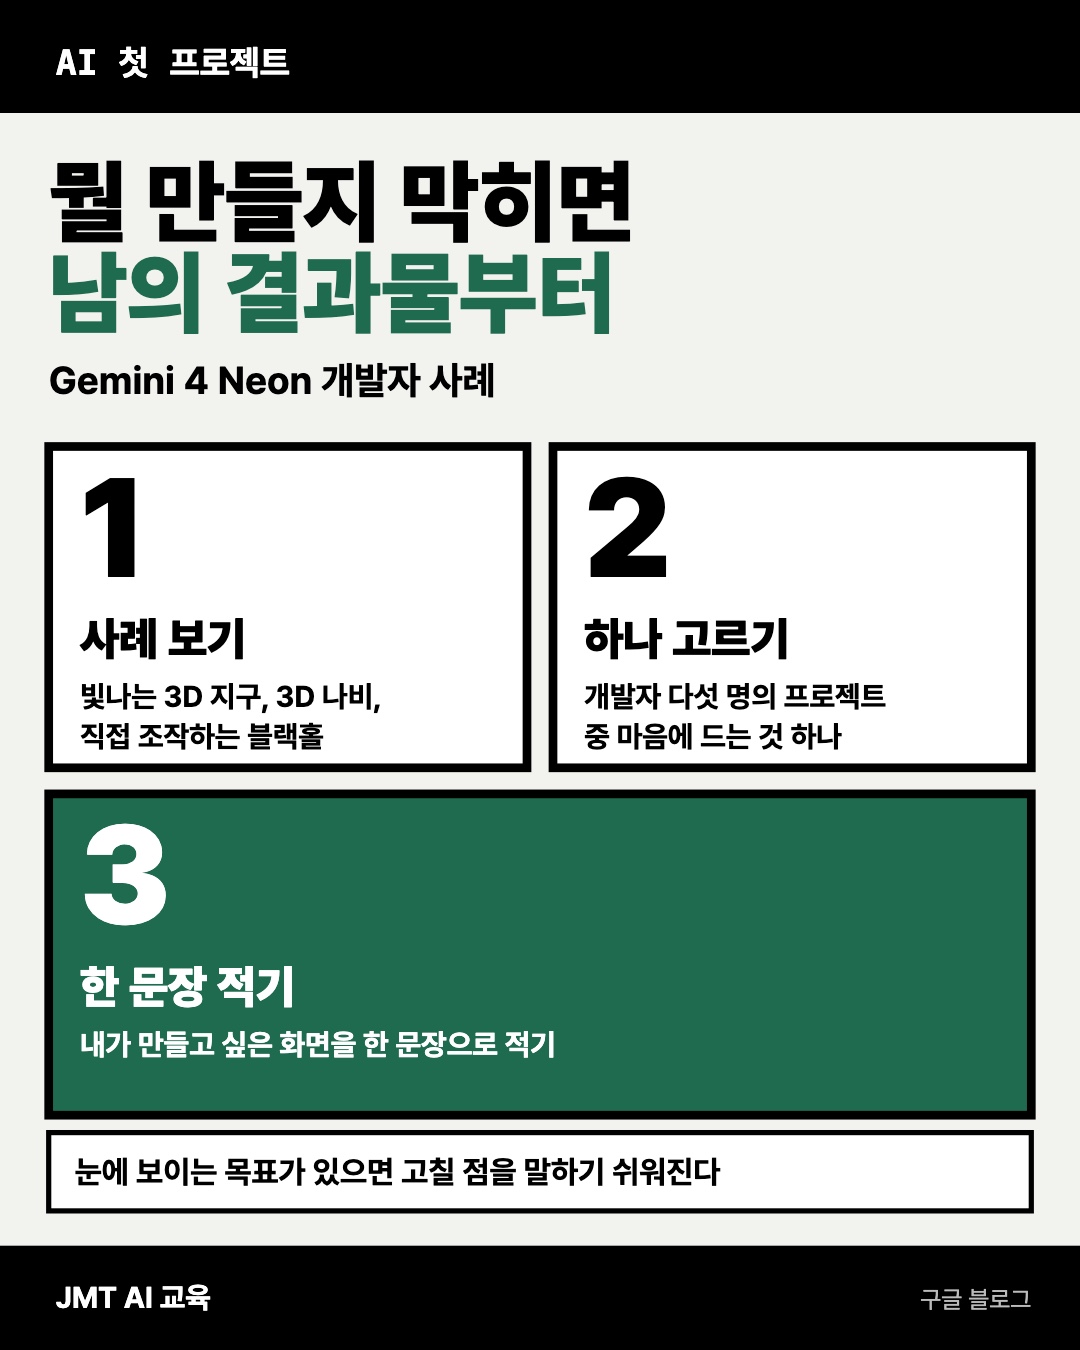 AI 첫 프로젝트
뭘 만들지 막히면
남의 결과물부터
Gemini 4 Neon 개발자 사례
1
사례 보기
빛나는 3D 지구, 3D 나비,
직접 조작하는 블랙홀
2
하나 고르기
개발자 다섯 명의 프로젝트
중 마음에 드는 것 하나
3
한 문장 적기
내가 만들고 싶은 화면을 한 문장으로 적기
눈에 보이는 목표가 있으면 고칠 점을 말하기 쉬워진다
JMT AI 교육
구글 블로그